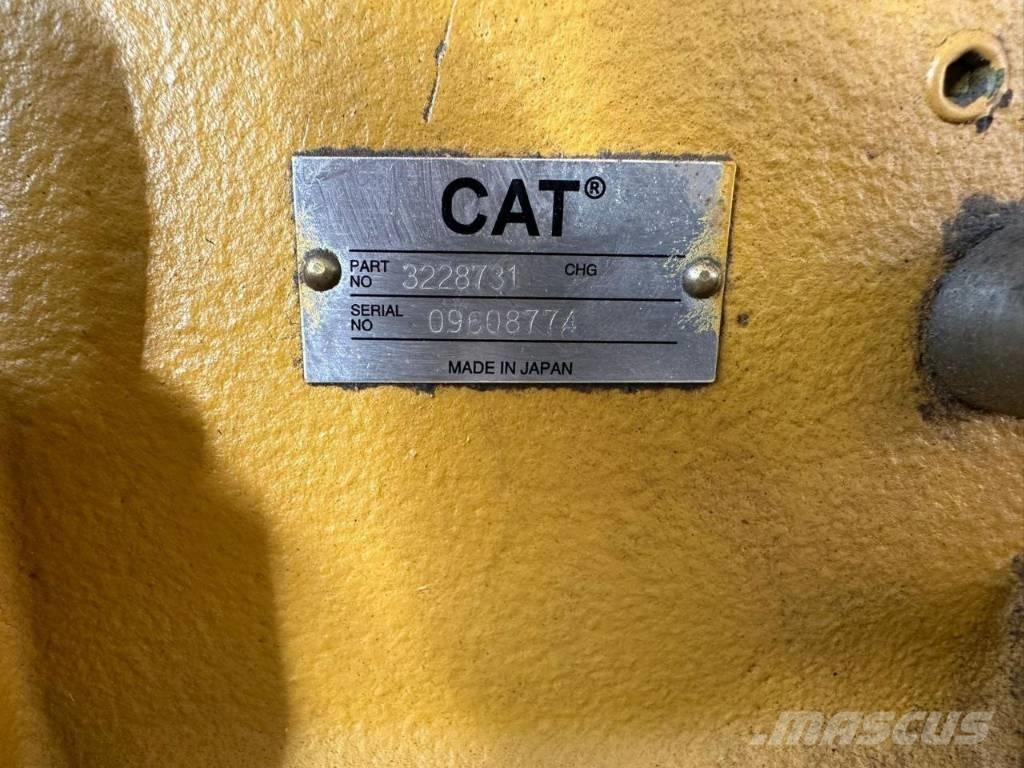 CAT®
PART NO 3228731 CHG
SERIAL NO 09608774
MADE IN JAPAN
MASCUS